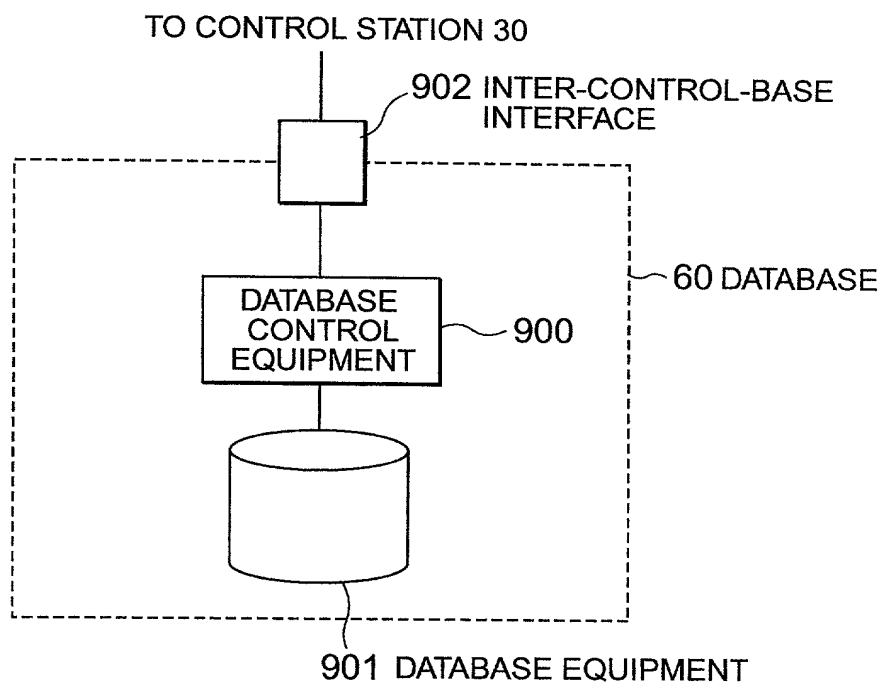 TO CONTROL STATION 30
902 INTER-CONTROL-BASE
INTERFACE
60 DATABASE
DATABASE
CONTROL
EQUIPMENT
900
901 DATABASE EQUIPMENT